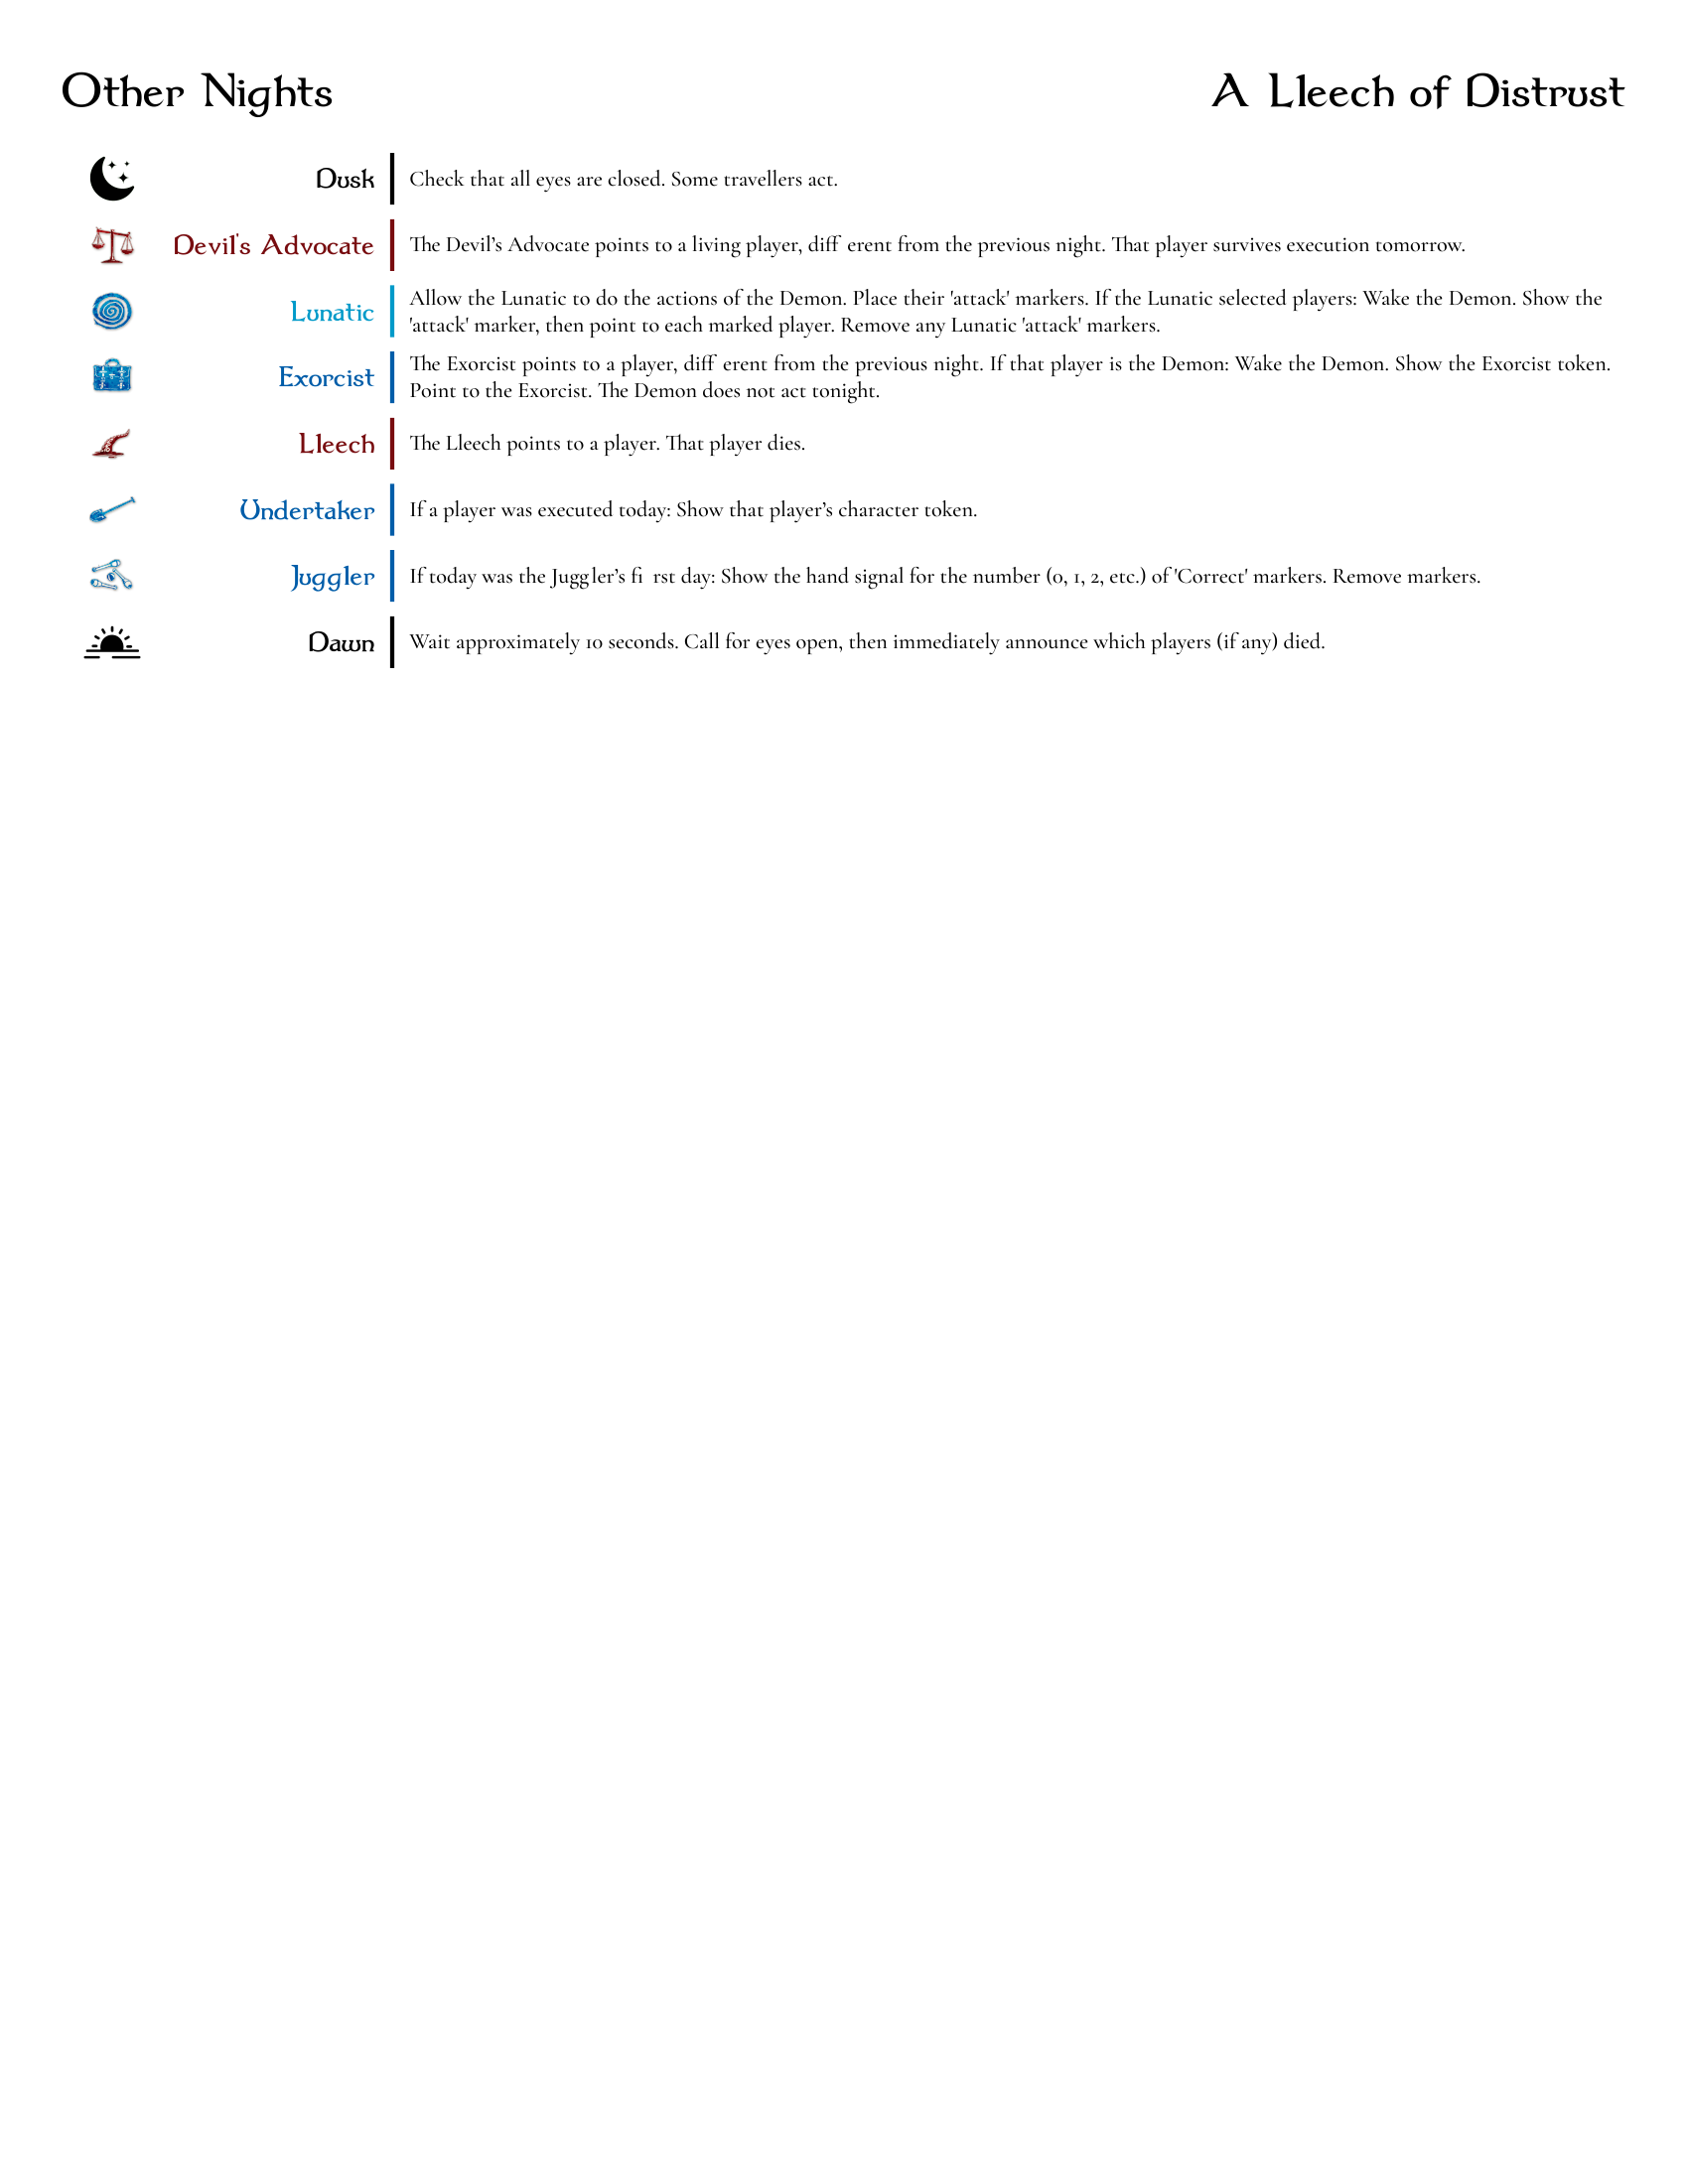 Other Nights
A Lleech of Distrust
Dusk
Check that all eyes are closed. Some travellers act.
Devil's Advocate
The Devil’s Advocate points to a living player, diff erent from the previous night. That player survives execution tomorrow.
Lunatic
Allow the Lunatic to do the actions of the Demon. Place their 'attack' markers. If the Lunatic selected players: Wake the Demon. Show the
'attack' marker, then point to each marked player. Remove any Lunatic 'attack' markers.
Exorcist
The Exorcist points to a player, diff erent from the previous night. If that player is the Demon: Wake the Demon. Show the Exorcist token.
Point to the Exorcist. The Demon does not act tonight.
Lleech
The Lleech points to a player. That player dies.
Undertaker
If a player was executed today: Show that player’s character token.
Juggler
If today was the Juggler’s fi rst day: Show the hand signal for the number (0, 1, 2, etc.) of 'Correct' markers. Remove markers.
Dawn
Wait approximately 10 seconds. Call for eyes open, then immediately announce which players (if any) died.